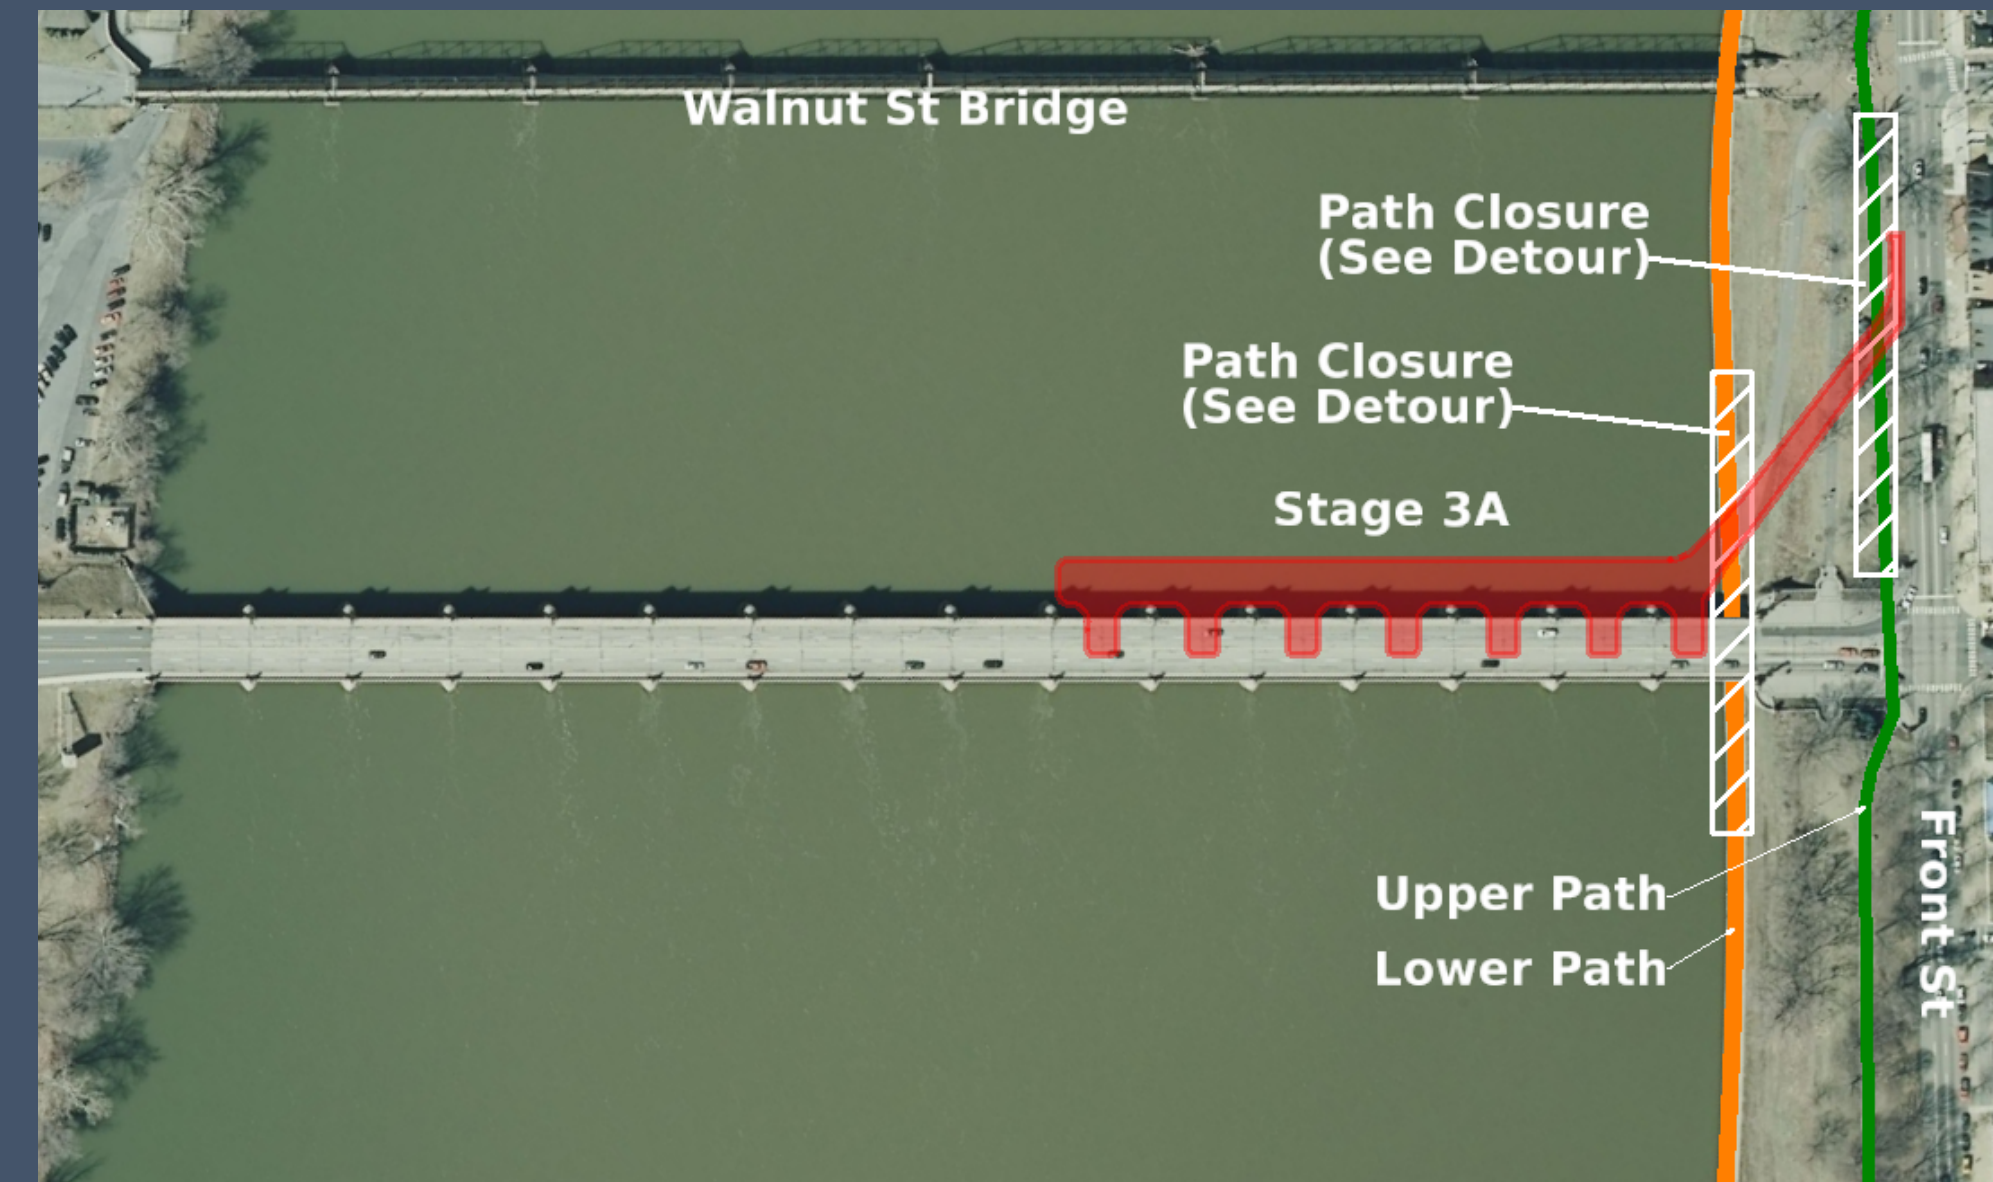 Walnut St Bridge
Path Closure
(See Detour)
Path Closure
(See Detour)
Stage 3A
Upper Path
Lower Path
Front St